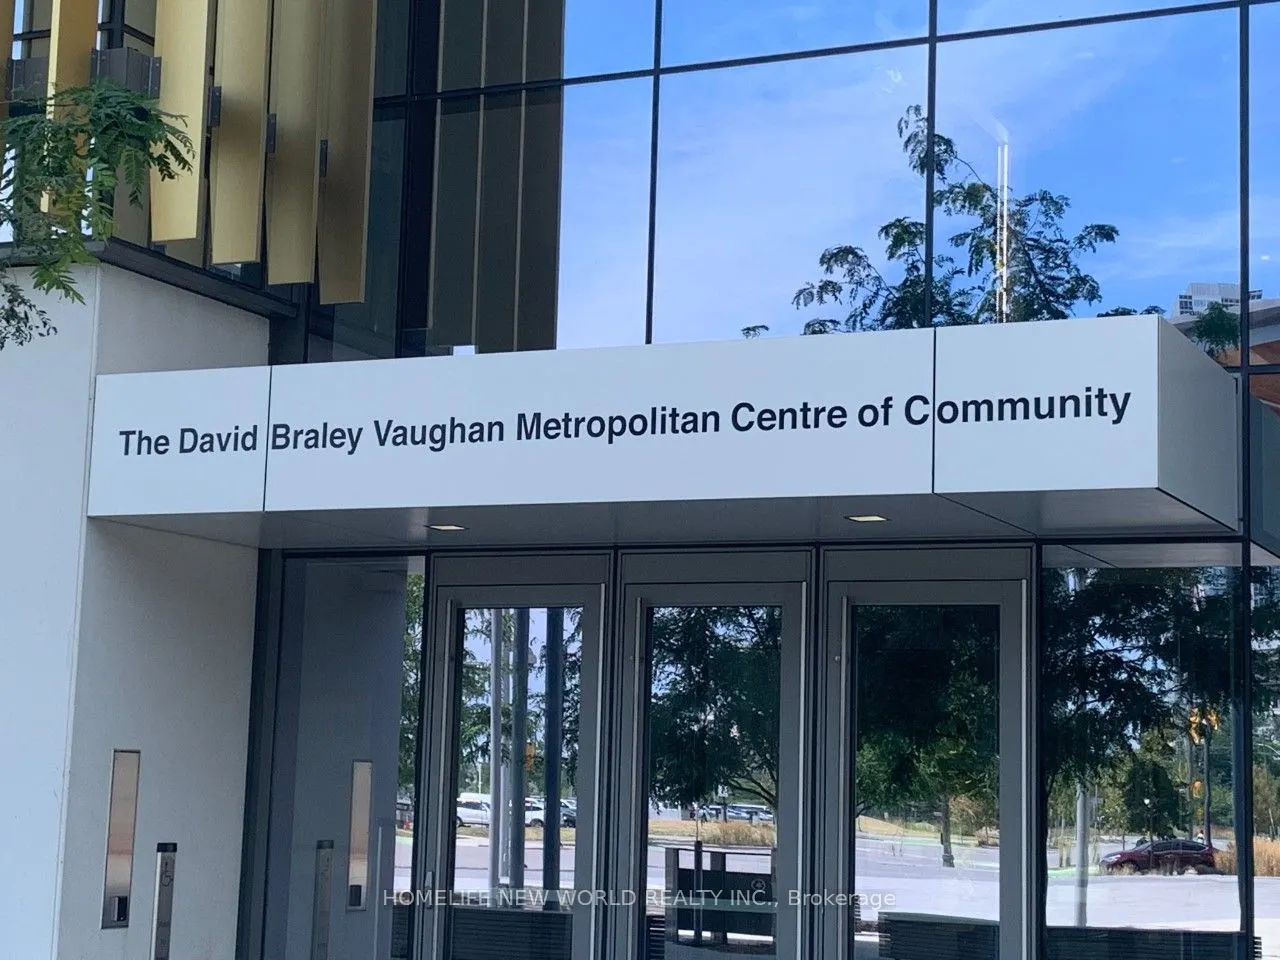 The David Braley Vaughan Metropolitan Centre of Community
HOMELIFE NEW WORLD REALTY INC., Brokerage